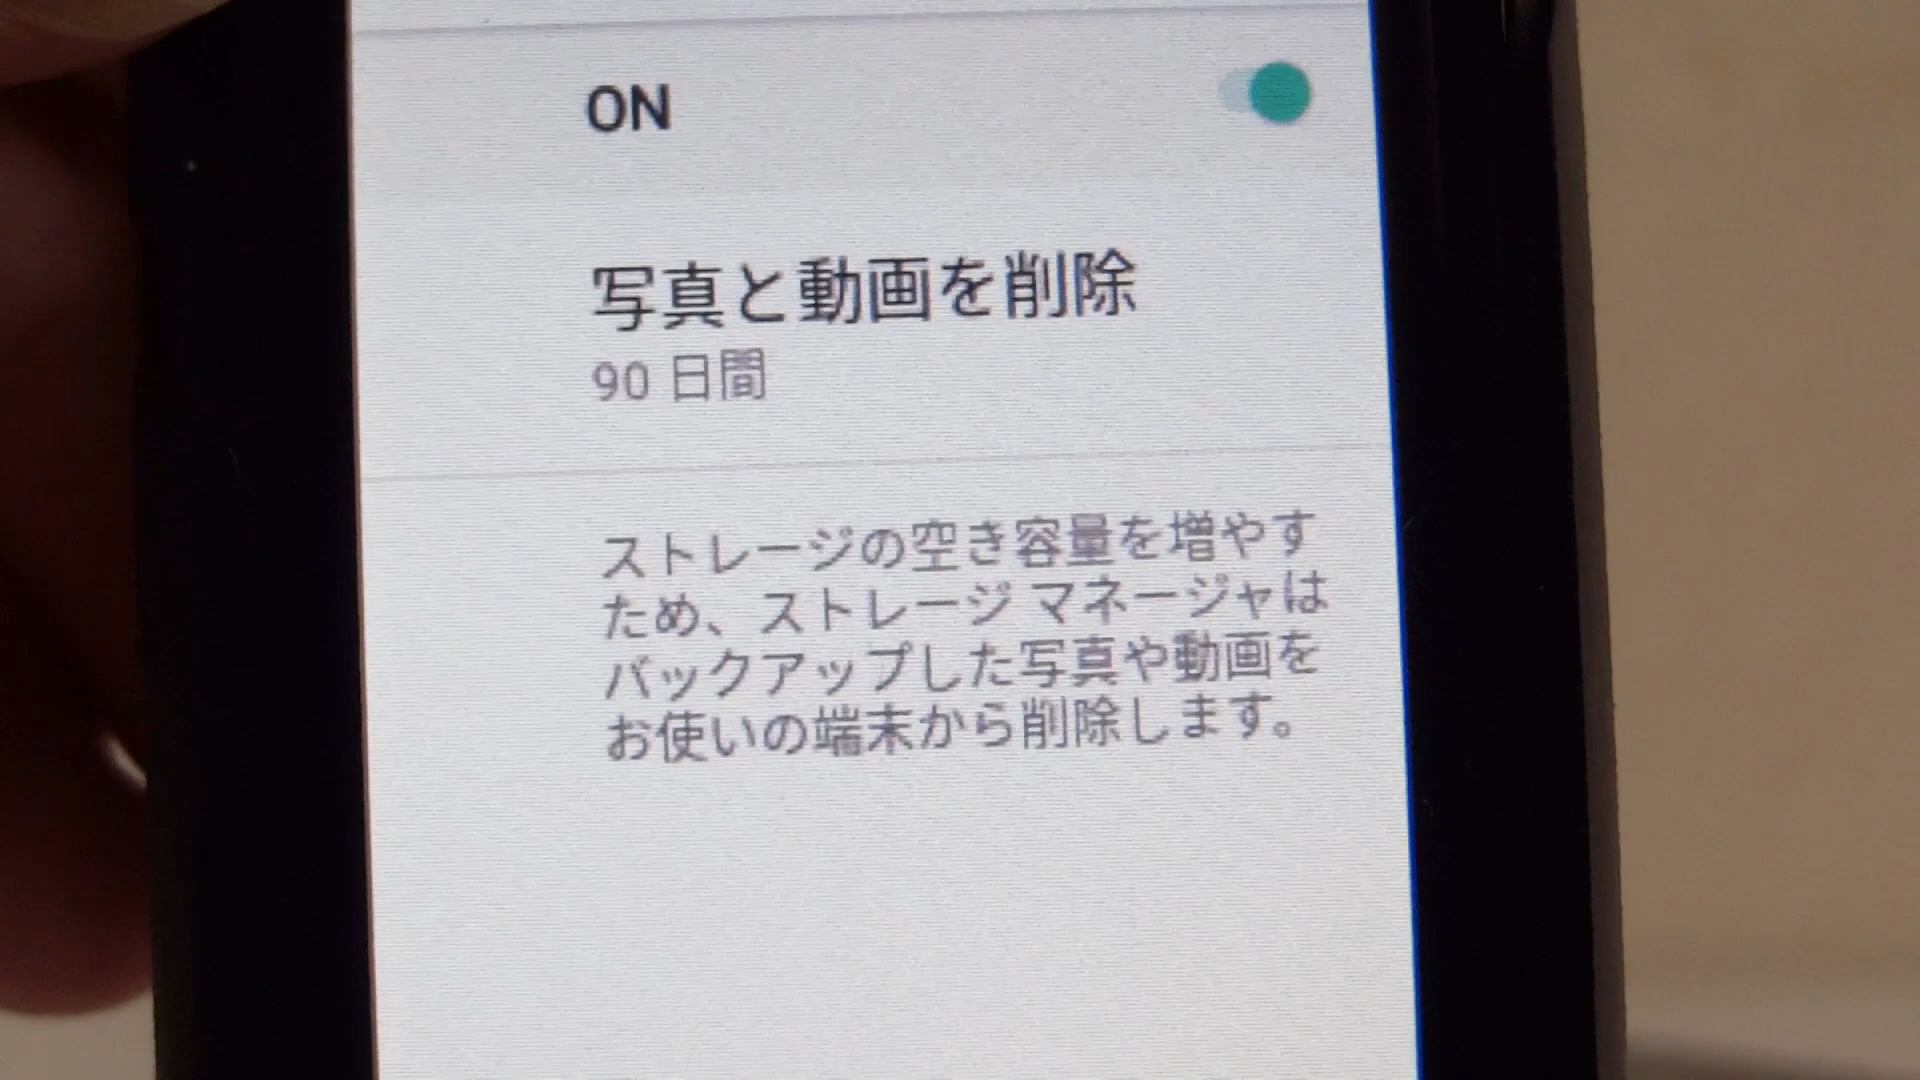 ON
写真と動画を削除
90 日間
ストレージの空き容量を増やす
ため、ストレージ マネージャは
バックアップした写真や動画を
お使いの端末から削除します。